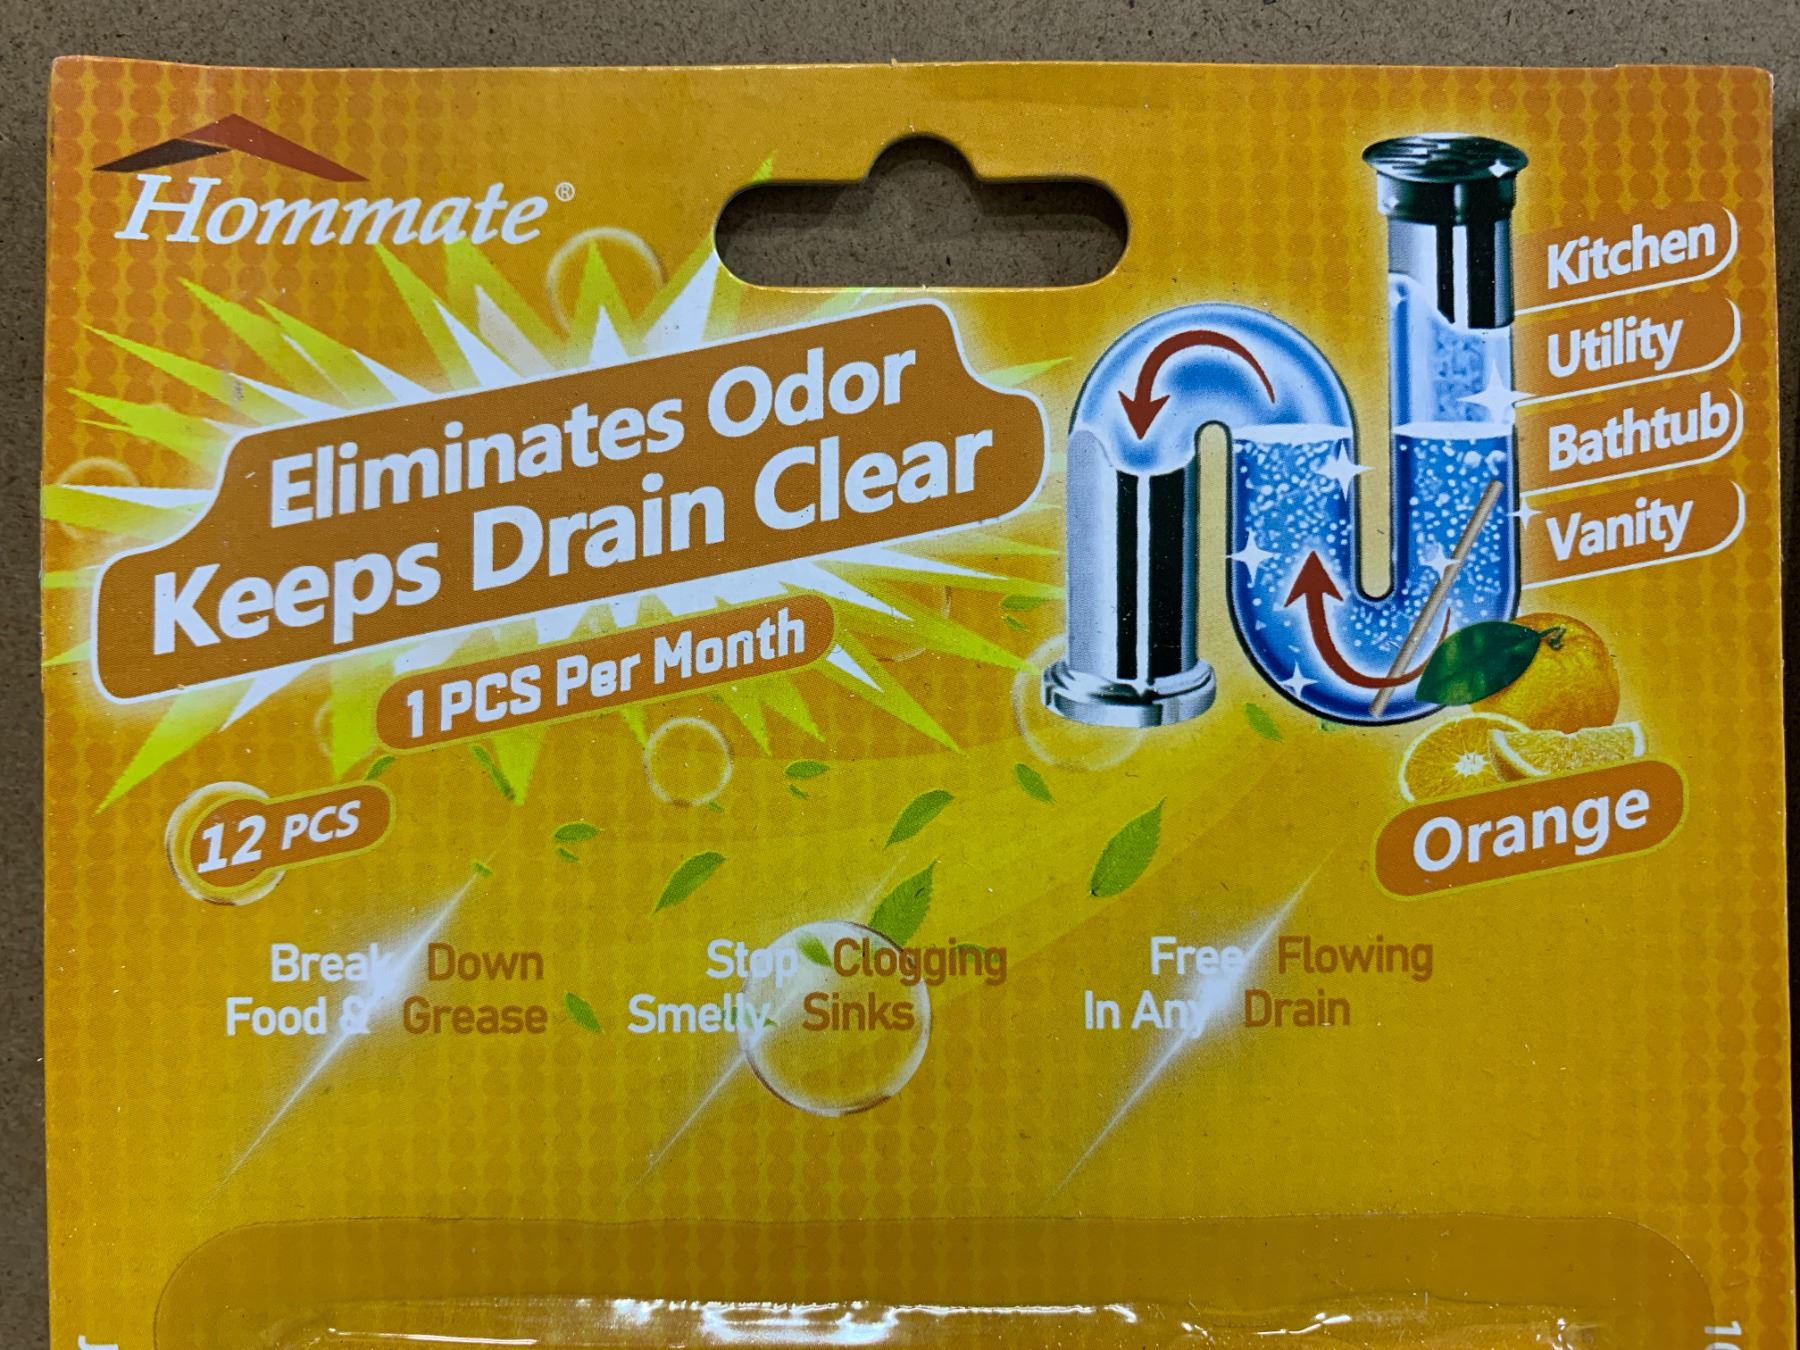 Hommate®
Eliminates Odor
Keeps Drain Clear
1 PCS Per Month
12 PCS
Kitchen
Utility
Bathtub
Vanity
Orange
Break Down
Food & Grease
Stop Clogging
Smelly Sinks
Free Flowing
In Any Drain